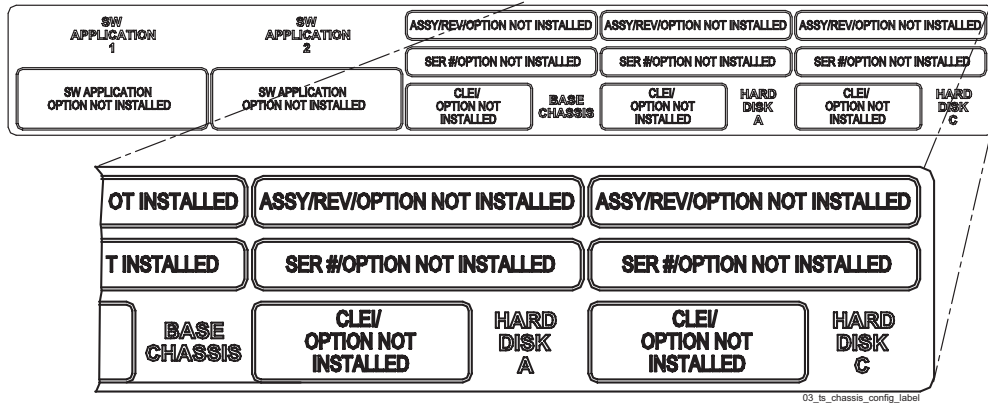 SW
APPLICATION
1
SW
APPLICATION
2
ASSY/REV/OPTION NOT INSTALLED
ASSY/REV/OPTION NOT INSTALLED
ASSY/REV/OPTION NOT INSTALLED
SER #/OPTION NOT INSTALLED
SER #/OPTION NOT INSTALLED
SER #/OPTION NOT INSTALLED
SW APPLICATION
OPTION NOT INSTALLED
SW APPLICATION
OPTION NOT INSTALLED
CLEI/
OPTION NOT
INSTALLED
BASE
CHASSIS
CLEI/
OPTION NOT
INSTALLED
HARD
DISK
A
CLEI/
OPTION NOT
INSTALLED
HARD
DISK
C
OT INSTALLED
ASSY/REV/OPTION NOT INSTALLED
ASSY/REV/OPTION NOT INSTALLED
T INSTALLED
SER #/OPTION NOT INSTALLED
SER #/OPTION NOT INSTALLED
BASE
CHASSIS
CLEI/
OPTION NOT
INSTALLED
HARD
DISK
A
CLEI/
OPTION NOT
INSTALLED
HARD
DISK
C
03_ts_chassis_config_label